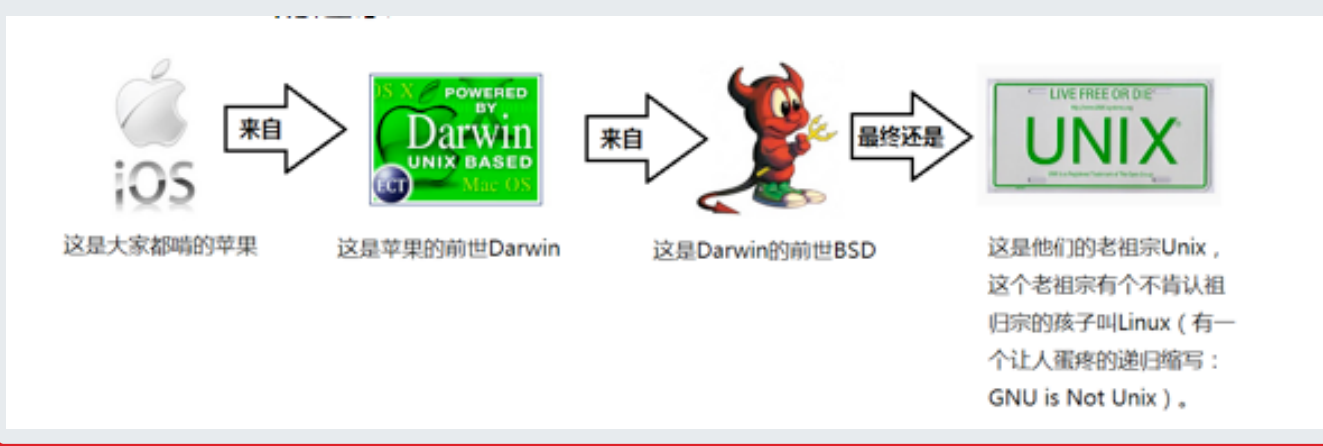 iOS
来自
OS X
POWERED
BY
Darwin
UNIX BASED
ECT
Mac OS
来自
最终还是
LIVE FREE OR DIE
UNIX
这是大家都啃的苹果
这是苹果的前世Darwin
这是Darwin的前世BSD
这是他们的老祖宗Unix，
这个老祖宗有个不肯认祖
归宗的孩子叫Linux（有一
个让人蛋疼的递归缩写：
GNU is Not Unix）。